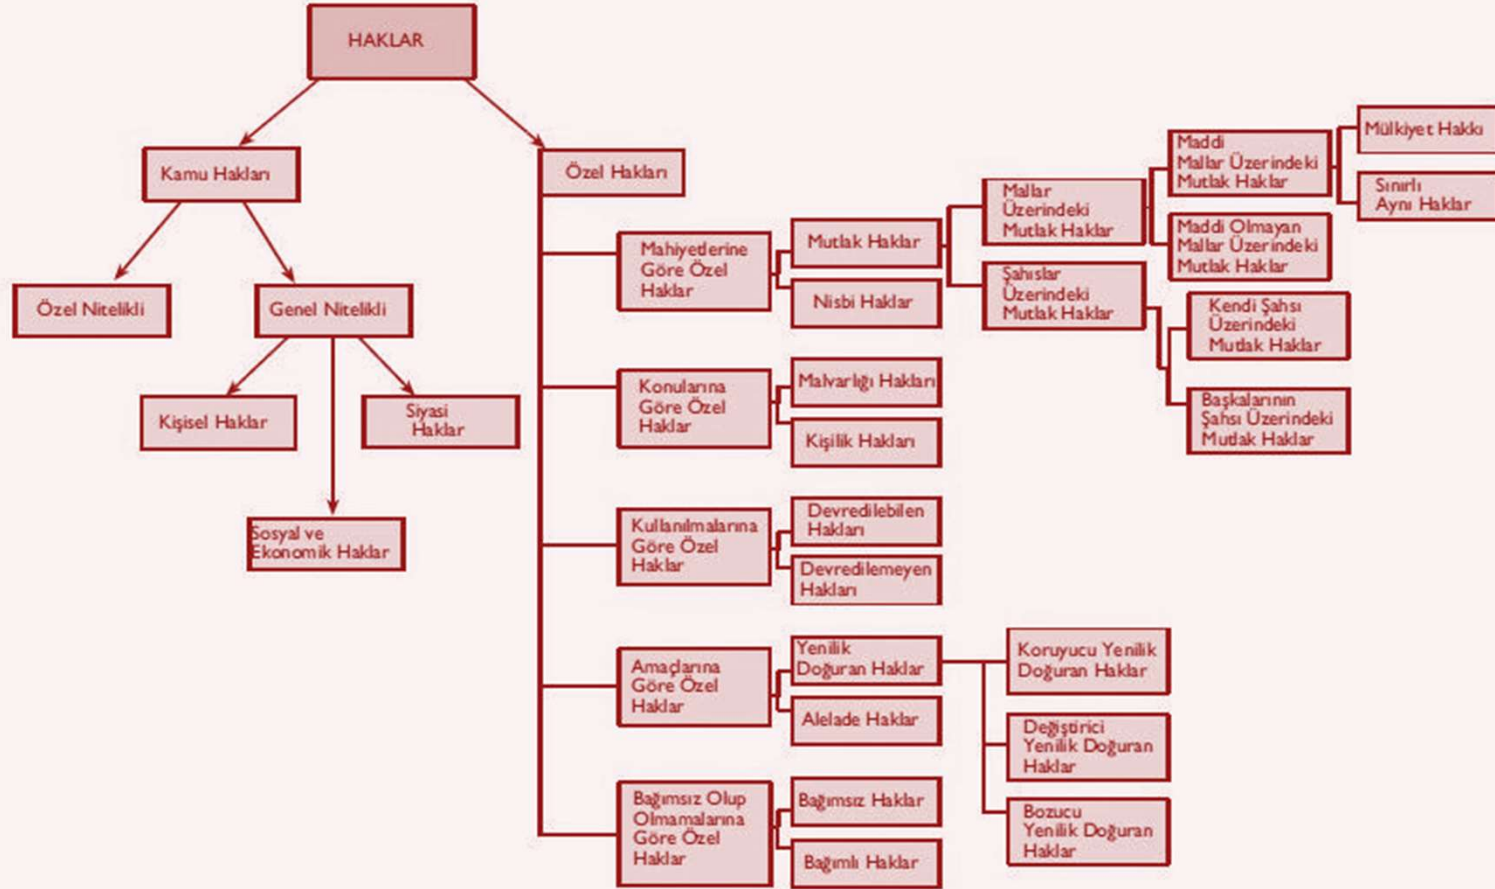 HAKLAR
Kamu Hakları
Özel Nitelikli
Genel Nitelikli
Kişisel Haklar
Siyasi
Haklar
Sosyal ve
Ekonomik Haklar
Özel Hakları
Mahiyetlerine
Göre Özel
Haklar
Mutlak Haklar
Nisbi Haklar
Mallar
Üzerindeki
Mutlak Haklar
Maddi
Mallar Üzerindeki
Mutlak Haklar
Mülkiyet Hakkı
Sınırlı
Aynı Haklar
Maddi Olmayan
Mallar Üzerindeki
Mutlak Haklar
Şahıslar
Üzerindeki
Mutlak Haklar
Kendi Şahsı
Üzerindeki
Mutlak Haklar
Başkalarının
Şahsı Üzerindeki
Mutlak Haklar
Konularına
Göre Özel
Haklar
Malvarlığı Hakları
Kişilik Hakları
Kullanılmalarına
Göre Özel
Haklar
Devredilebilen
Hakları
Devredilemeyen
Hakları
Amaçlarına
Göre Özel
Haklar
Yenilik
Doğuran Haklar
Alelade Haklar
Koruyucu Yenilik
Doğuran Haklar
Değiştirici
Yenilik Doğuran
Haklar
Bozucu
Yenilik Doğuran
Haklar
Bağımsız Olup
Olmamalarına
Göre Özel
Haklar
Bağımsız Haklar
Bağımlı Haklar